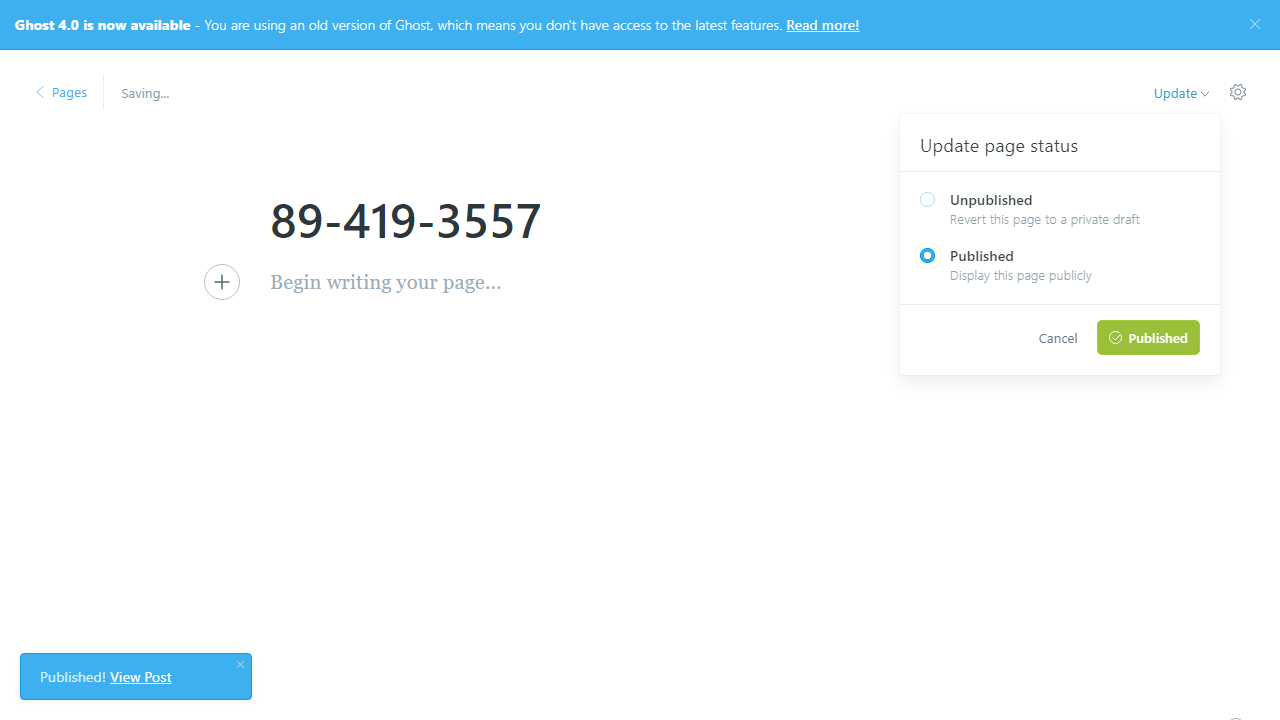 Ghost 4.0 is now available - You are using an old version of Ghost, which means you don't have access to the latest features. Read more!
Pages
Saving...
Update
Update page status
Unpublished
Revert this page to a private draft
Published
Display this page publicly
Cancel
Published
89-419-3557
Begin writing your page...
Published! View Post